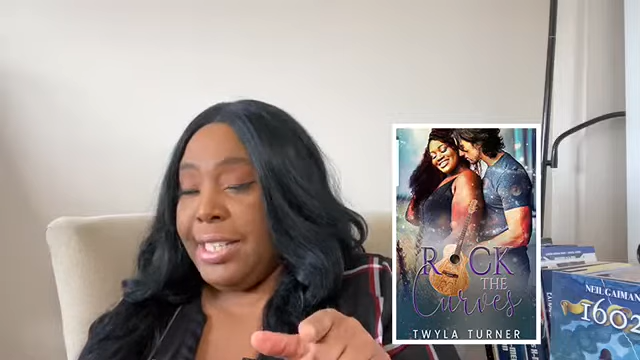 ROCK
THE
Curves
TWYLA TURNER
NEIL GAIMAN
1602